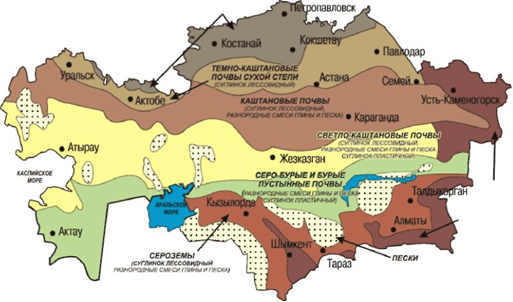 Петропавловск
Костанай
Кокшетау
Павлодар
Уральск
ТЕМНО-КАШТАНОВЫЕ
ПОЧВЫ СУХОЙ СТЕПИ
(СУГЛИНОК ЛЕССОВИДНЫЙ)
Астана
Семей
Актобе
КАШТАНОВЫЕ ПОЧВЫ
(СУГЛИНОК ЛЕССОВИДНЫЙ,
РАЗНОРОДНЫЕ СМЕСИ ГЛИНЫ И ПЕСКА)
Усть-Каменогорск
Караганда
СВЕТЛО-КАШТАНОВЫЕ ПОЧВЫ
(СУГЛИНОК ЛЕССОВИДНЫЙ,
РАЗНОРОДНЫЕ СМЕСИ ГЛИНЫ И ПЕСКА
СУГЛИНОК ПЛАСТИЧНЫЙ)
Атырау
Жезказган
КАСПИЙСКОЕ
МОРЕ
СЕРО-БУРЫЕ И БУРЫЕ
ПУСТЫННЫЕ ПОЧВЫ
(РАЗНОРОДНЫЕ СМЕСИ ГЛИНЫ И ПЕСКА
СУГЛИНОК ПЛАСТИЧНЫЙ)
Талдыкорган
АРАЛЬСКОЕ
МОРЕ
Кызылорда
Актау
Алматы
Шымкент
СЕРОЗЕМЫ
(СУГЛИНОК ЛЕССОВИДНЫЙ
РАЗНОРОДНЫЕ СМЕСИ ГЛИНЫ И ПЕСКА)
Тараз
ПЕСКИ